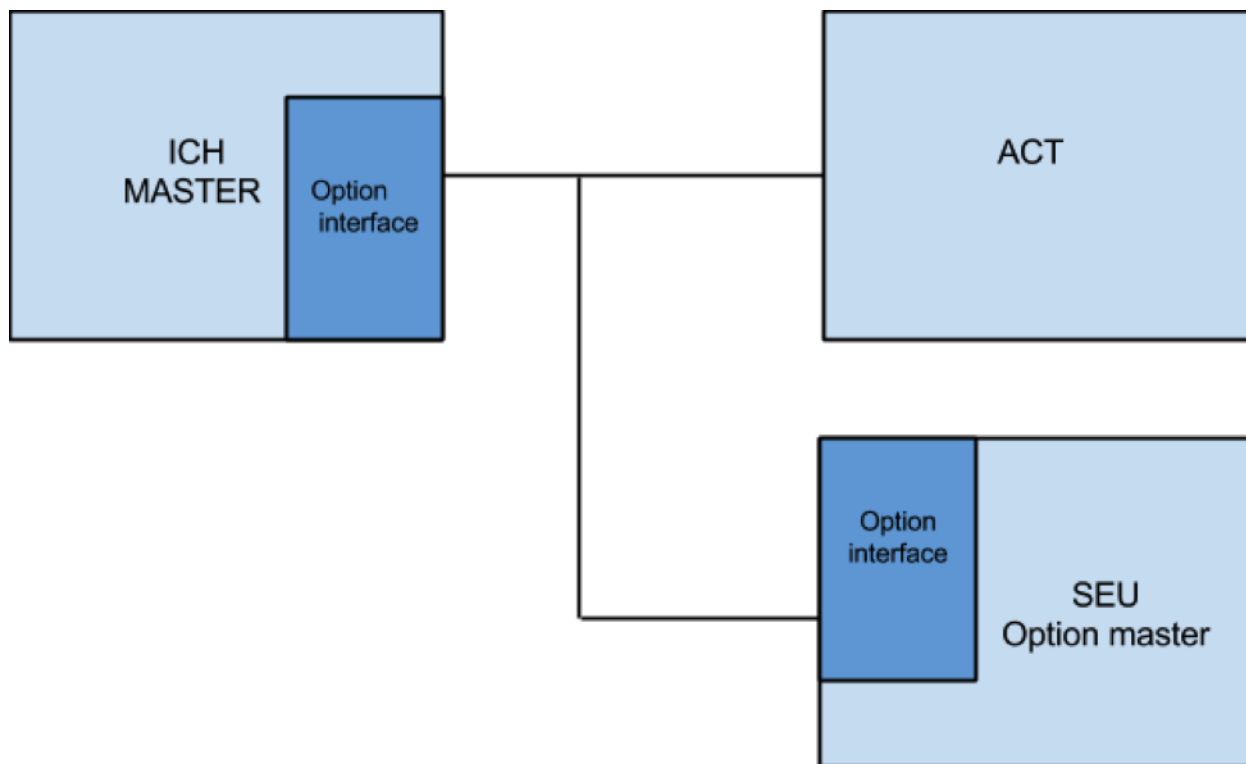 ICH
MASTER
Option
interface
ACT
Option
interface
SEU
Option master